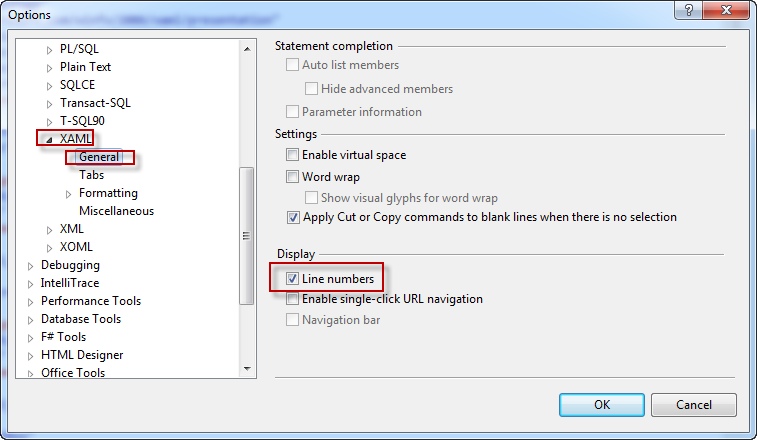 Options
PL/SQL
Plain Text
SQLCE
Transact-SQL
T-SQL90
XAML
General
Tabs
Formatting
Miscellaneous
XML
XOML
Debugging
IntelliTrace
Performance Tools
Database Tools
F# Tools
HTML Designer
Office Tools
Statement completion
Auto list members
Hide advanced members
Parameter information
Settings
Enable virtual space
Word wrap
Show visual glyphs for word wrap
Apply Cut or Copy commands to blank lines when there is no selection
Display
Line numbers
Enable single-click URL navigation
Navigation bar
OK
Cancel